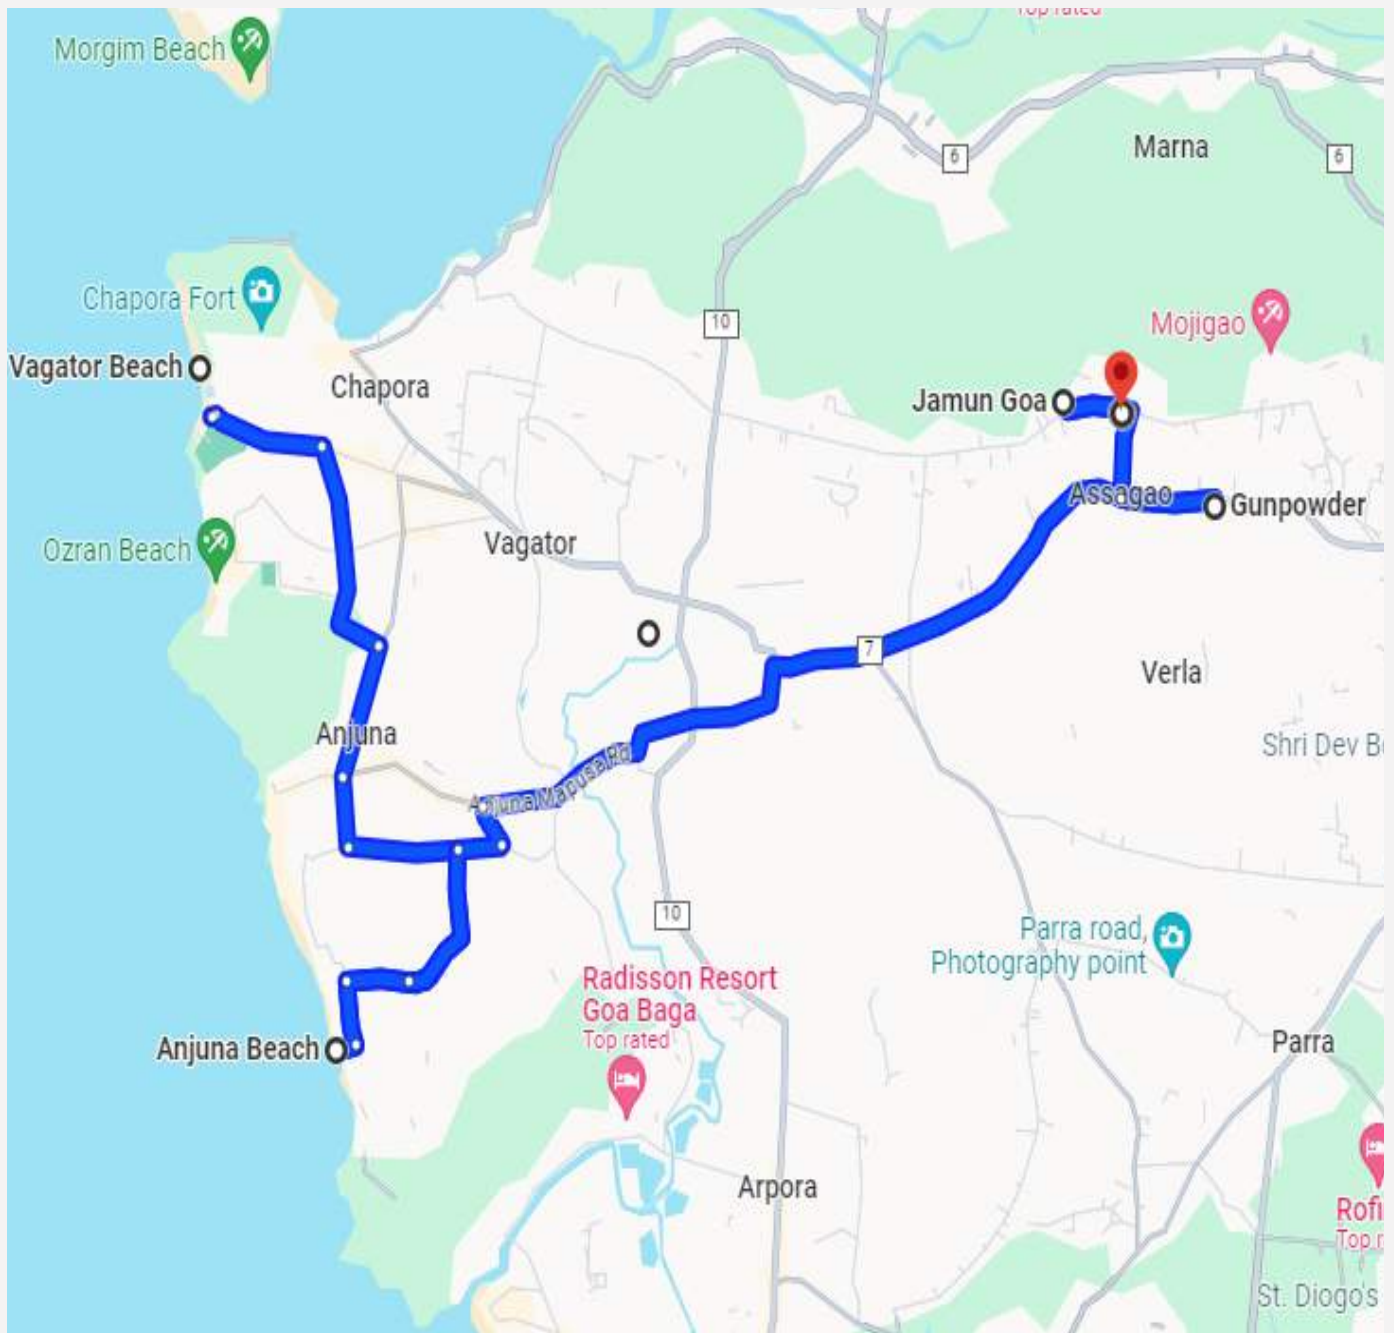 Top rated
Morgim Beach
Marna
6
6
Chapora Fort
10
Mojigao
Vagator Beach
Chapora
Jamun Goa
Assagao
Gunpowder
Vagator
Ozran Beach
7
Verla
Anjuna
Shri Dev B
Anjuna Mapusa Rd
10
Parra road,
Photography point
Radisson Resort
Goa Baga
Top rated
Anjuna Beach
Parra
Arpora
Rofi
Top r
St. Diogo's